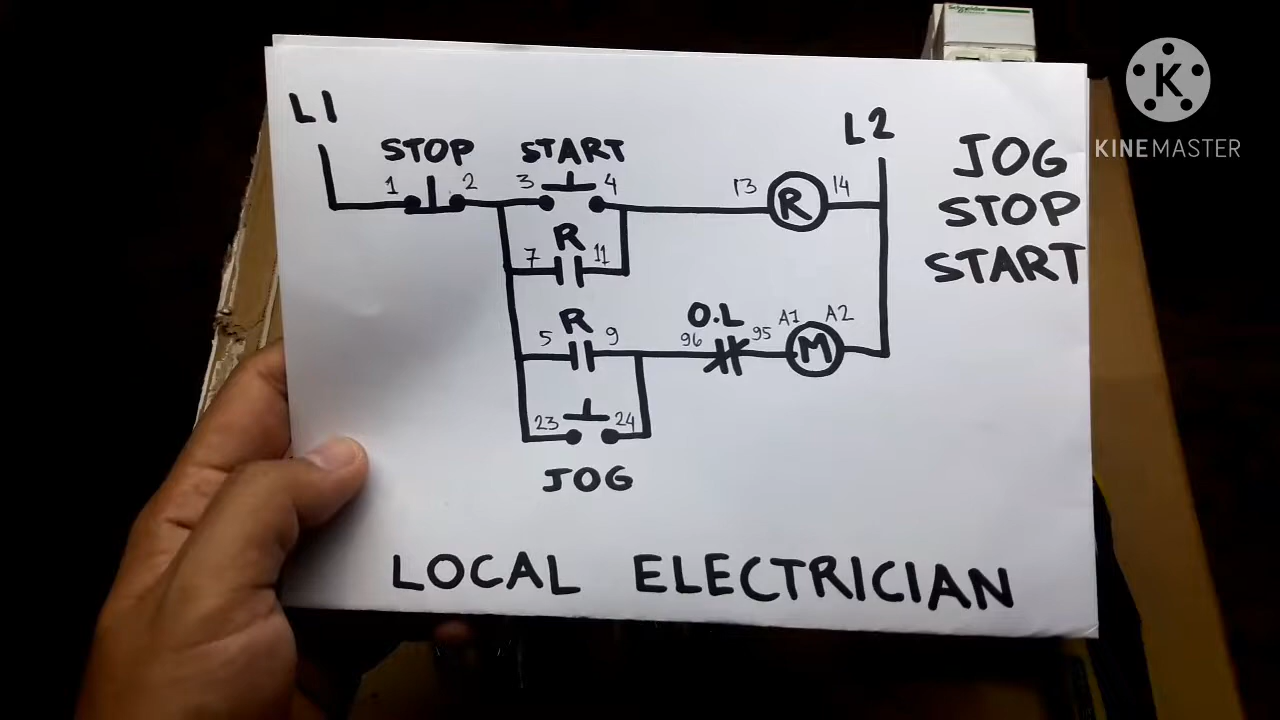 Schneider
K
KINEMASTER
L1
L2
STOP
START
JOG
STOP
START
1
2
3
4
13
14
R
R
7
11
R
O.L
5
9
96
95
A1
A2
M
23
24
JOG
LOCAL ELECTRICIAN